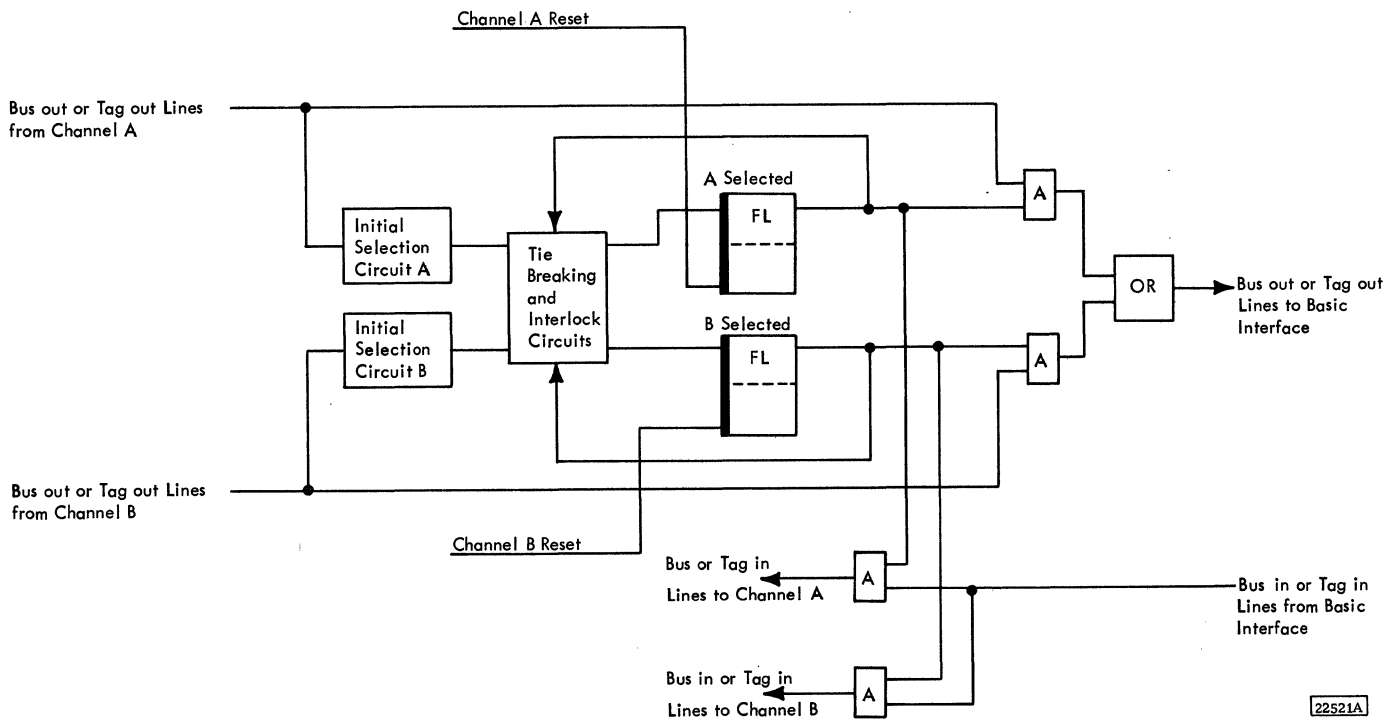 Channel A Reset
Bus out or Tag out Lines
from Channel A
A Selected
FL
A
Initial
Selection
Circuit A
Tie
Breaking
and
Interlock
Circuits
OR
Bus out or Tag out
Lines to Basic
Interface
Initial
Selection
Circuit B
B Selected
FL
A
Bus out or Tag out Lines
from Channel B
Channel B Reset
Bus or Tag in
Lines to Channel A
A
Bus in or Tag in
Lines from Basic
Interface
Bus in or Tag in
Lines to Channel B
A
22521A